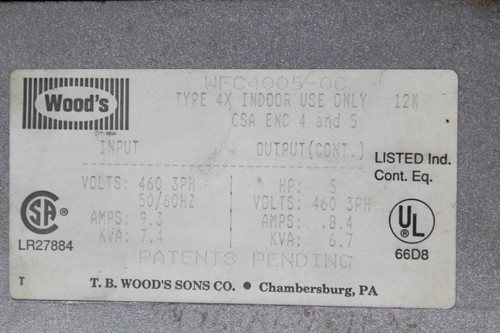 WFC4005-0C
Wood's
TYPE 4X INDOOR USE ONLY 12K
CSA ENC 4 and 5
INPUT OUTPUT(CONT.)
LISTED Ind.
Cont. Eq.
VOLTS: 460 3PH HP: 5
50/60HZ VOLTS: 460 3PH
AMPS: 9.3 AMPS: 8.4
KVA: 7.4 KVA: 6.7
SA
LR27884
UL
66D8
PATENTS PENDING
T T. B. WOOD'S SONS CO. • Chambersburg, PA